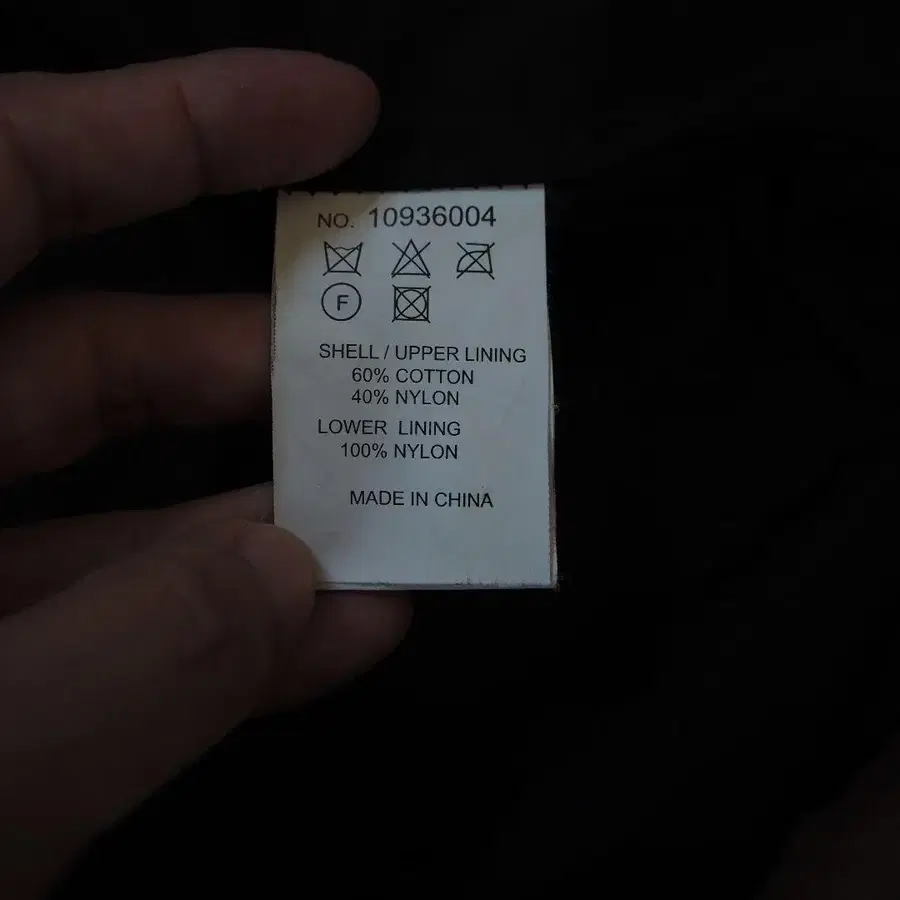 NO. 10936004
F
SHELL / UPPER LINING
60% COTTON
40% NYLON
LOWER LINING
100% NYLON
MADE IN CHINA